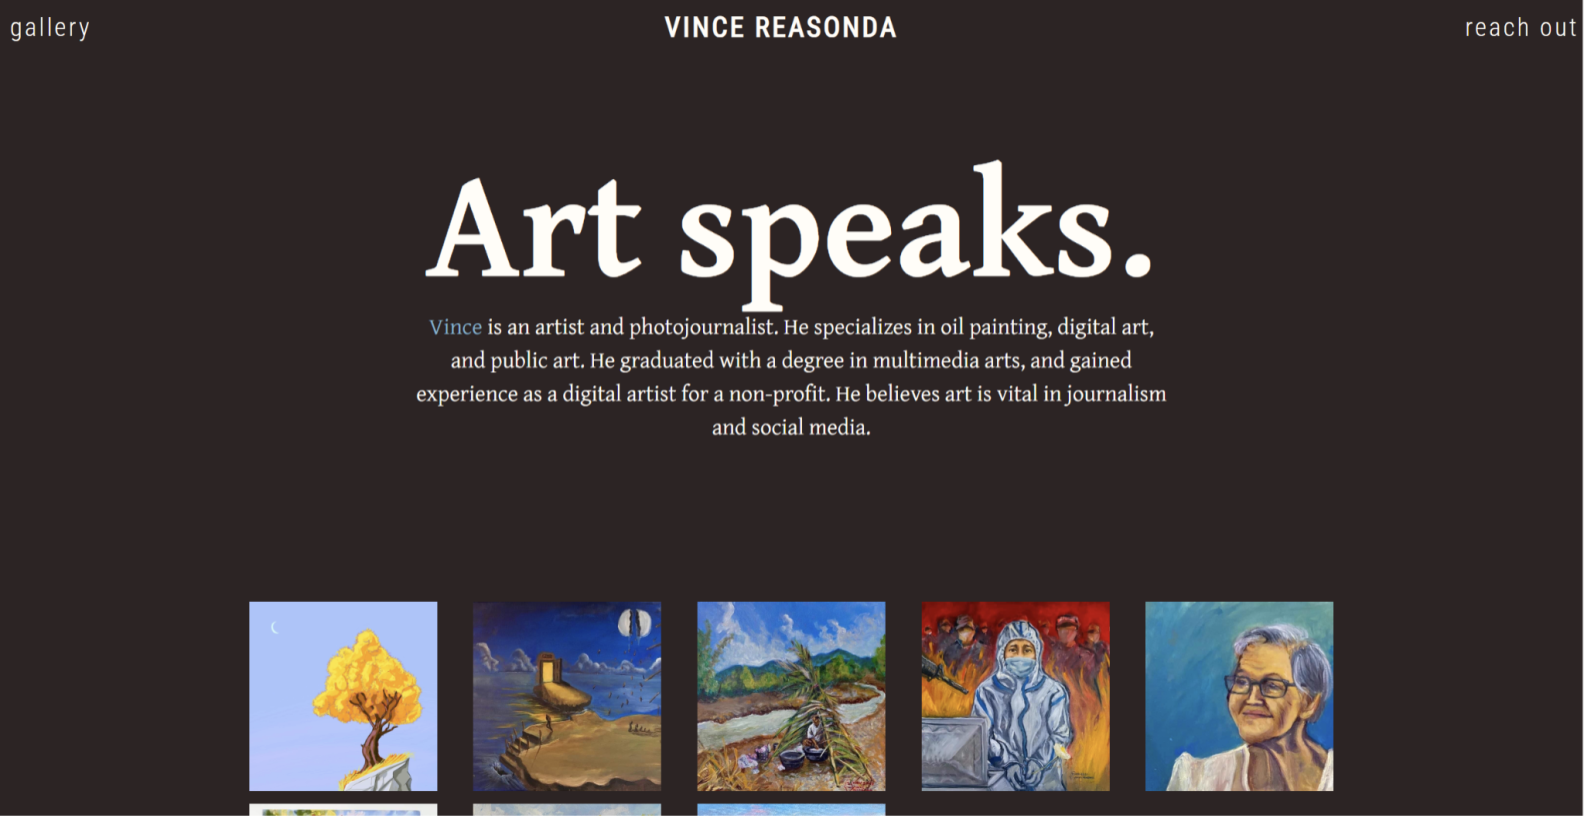 gallery
VINCE REASONDA
reach out
Art speaks.
Vince is an artist and photojournalist. He specializes in oil painting, digital art,
and public art. He graduated with a degree in multimedia arts, and gained
experience as a digital artist for a non-profit. He believes art is vital in journalism
and social media.